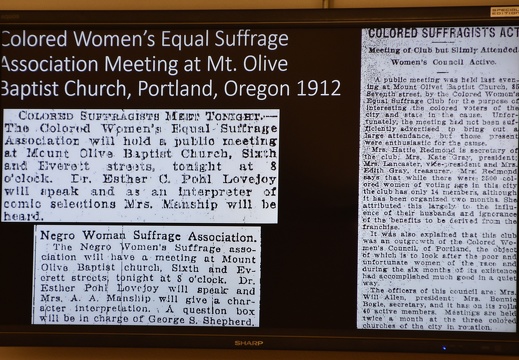 Colored Women's Equal Suffrage
Association Meeting at Mt. Olive
Baptist Church, Portland, Oregon 1912
COLORED SUFFRAGISTS MEET TONIGHT.—
The Colored Women's Equal Suffrage
Association will hold a public meeting
at Mount Olive Baptist Church, Sixth
and Everett streets, tonight at 8
o'clock. Dr. Esther C. Pohl Lovejoy
will speak and as an interpreter of
comic selections Mrs. Manship will be
heard.
Negro Woman Suffrage Association.
The Negro Women's Suffrage asso-
ciation will have a meeting at Mount
Olive Baptist church, Sixth and Ev-
erett streets, tonight at 8 o'clock. Dr.
Esther Pohl Lovejoy will speak and
Mrs. A. A. Manship will give a char-
acter interpretation. A question box
will be in charge of George S. Shepherd.
COLORED SUFFRAGISTS ACT
Meeting of Club but Slimly Attended.
Women's Council Active.
A public meeting was held last even-
ing at Mount Olivet Baptist Church, 85
Seventh street, by the Colored Women's
Equal Suffrage Club for the purpose of
interesting the colored voters of the
city and state in the cause. Unfor-
tunately, the meeting had not been suf-
ficiently advertised to bring out a
large attendance, but those present
were enthusiastic for the cause.
Mrs. Hattie Redmond is secretary of
the club; Mrs. Kate Gray, president;
Mrs. Lancaster, vice-president and Mrs.
Edith Gray, treasurer. Mrs. Redmond
says that while there were 2500 col-
ored women of voting age in this city
the club has only 14 members, although
it has been organized two months. She
attributed this largely to the influ-
ence of their husbands and ignorance
of the benefits to be derived from the
franchise.
It was also explained that the club
was an outgrowth of the Colored Wo-
men's Council, of Portland, the object
of which is to look after the poor and
unfortunate women of the race and
during the six months of its existence
had accomplished much good in a quiet
way.
The officers of this council are: Mrs.
Will Allen, president; Mrs. Bonnie
Bogle, secretary, and it has on its rolls
40 active members. Meetings are held
twice a month at the three colored
churches of the city in rotation.
SHARP